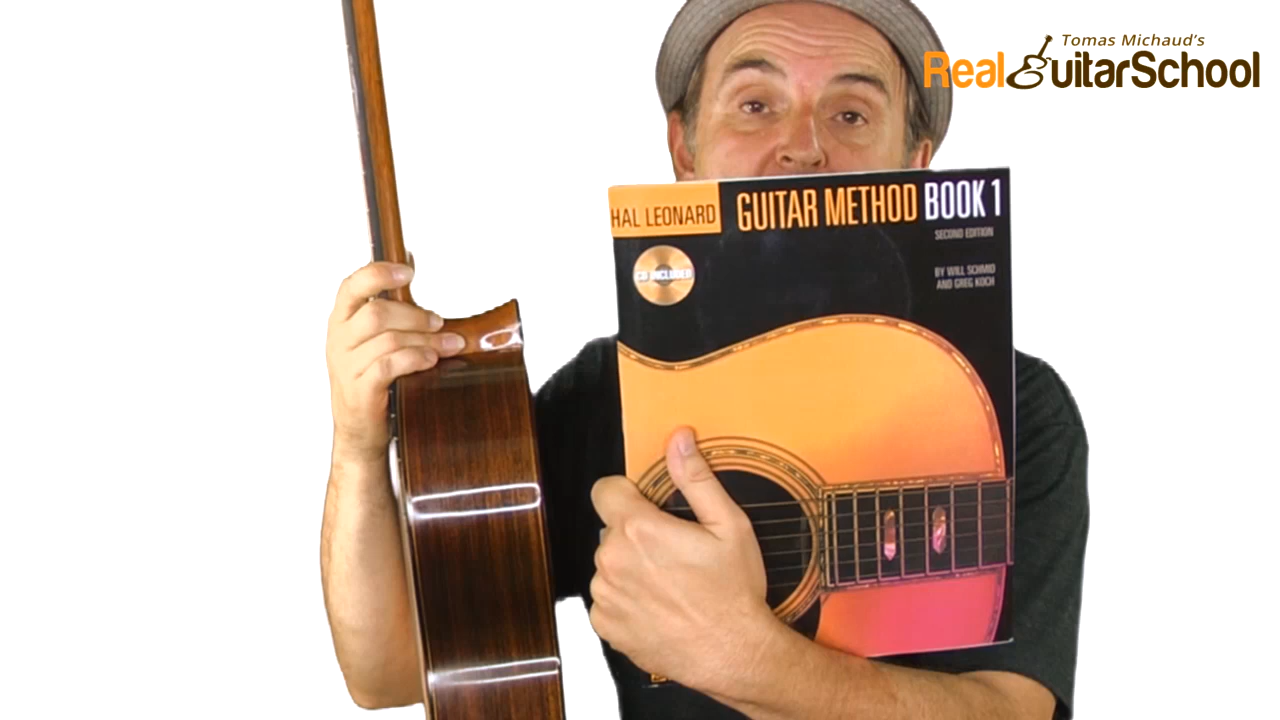 Tomas Michaud's
RealGuitarSchool
HAL LEONARD
GUITAR METHOD BOOK 1
SECOND EDITION
CD INCLUDED
BY WILL SCHMID
AND GREG KOCH